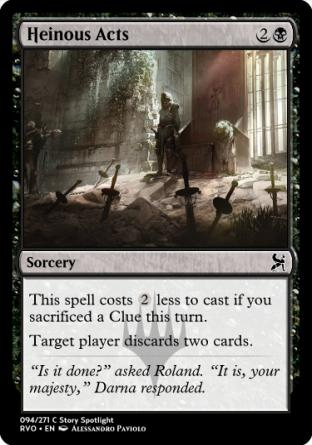 Heinous Acts 2
Sorcery
This spell costs 2 less to cast if you
sacrificed a Clue this turn.
Target player discards two cards.
“Is it done?” asked Roland. “It is, your
majesty,” Darna responded.
094/271 C Story Spotlight
RVO • EN Alessandro Paviolo